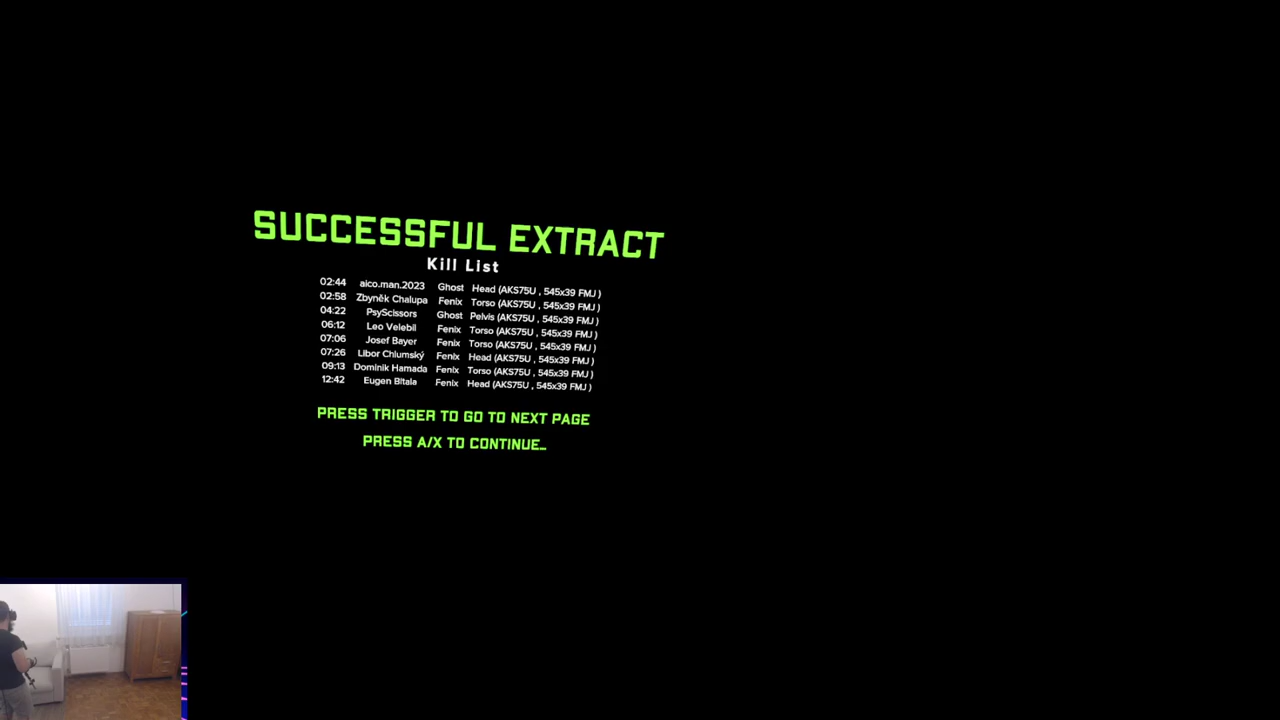 SUCCESSFUL EXTRACT
Kill List
02:44 aico.man.2023 Ghost Head (AKS75U , 545x39 FMJ )
02:58 Zbyněk Chalupa Fenix Torso (AKS75U , 545x39 FMJ )
04:22 PsyScissors Ghost Pelvis (AKS75U , 545x39 FMJ )
06:12 Leo Velebil Fenix Torso (AKS75U , 545x39 FMJ )
07:06 Josef Bayer Fenix Torso (AKS75U , 545x39 FMJ )
07:26 Libor Chlumský Fenix Head (AKS75U , 545x39 FMJ )
09:13 Dominik Hamada Fenix Torso (AKS75U , 545x39 FMJ )
12:42 Eugen Bitala Fenix Head (AKS75U , 545x39 FMJ )
PRESS TRIGGER TO GO TO NEXT PAGE
PRESS A/X TO CONTINUE_